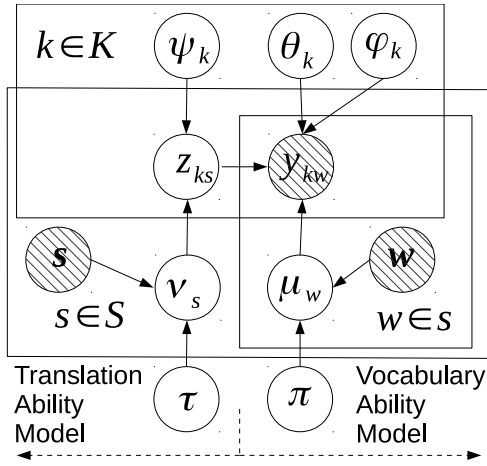 k∈K ψ_k θ_k φ_k
z_ks y_kw
s ν_s μ_w w
s∈S w∈s
Translation Ability Model τ π Vocabulary Ability Model